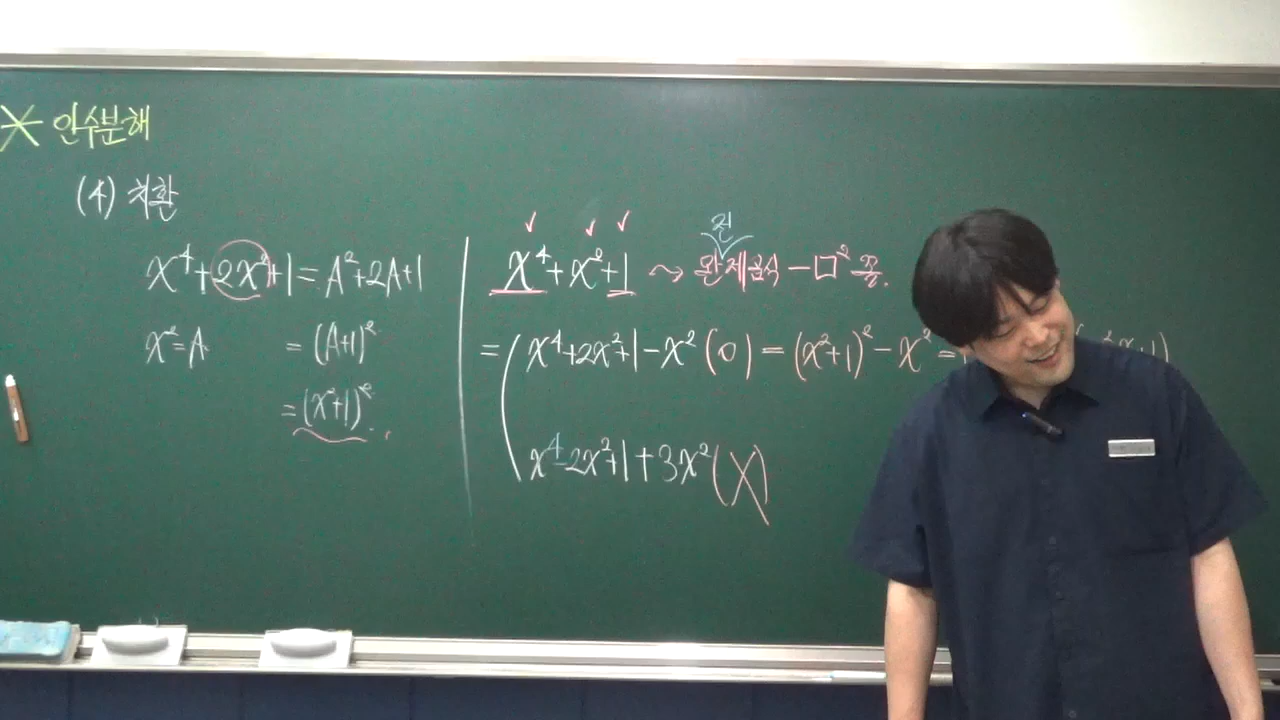 * 인수분해
(4) 치환
x⁴+2x²+1=A²+2A+1
x²=A
=(A+1)²
=(x²+1)²
전
x⁴+x²+1 ⇝ 완제곱식-□² 꼴.
=(x⁴+2x²+1-x²(0)=(x²+1)²-x²=
x⁴-2x²+1+3x²(X)